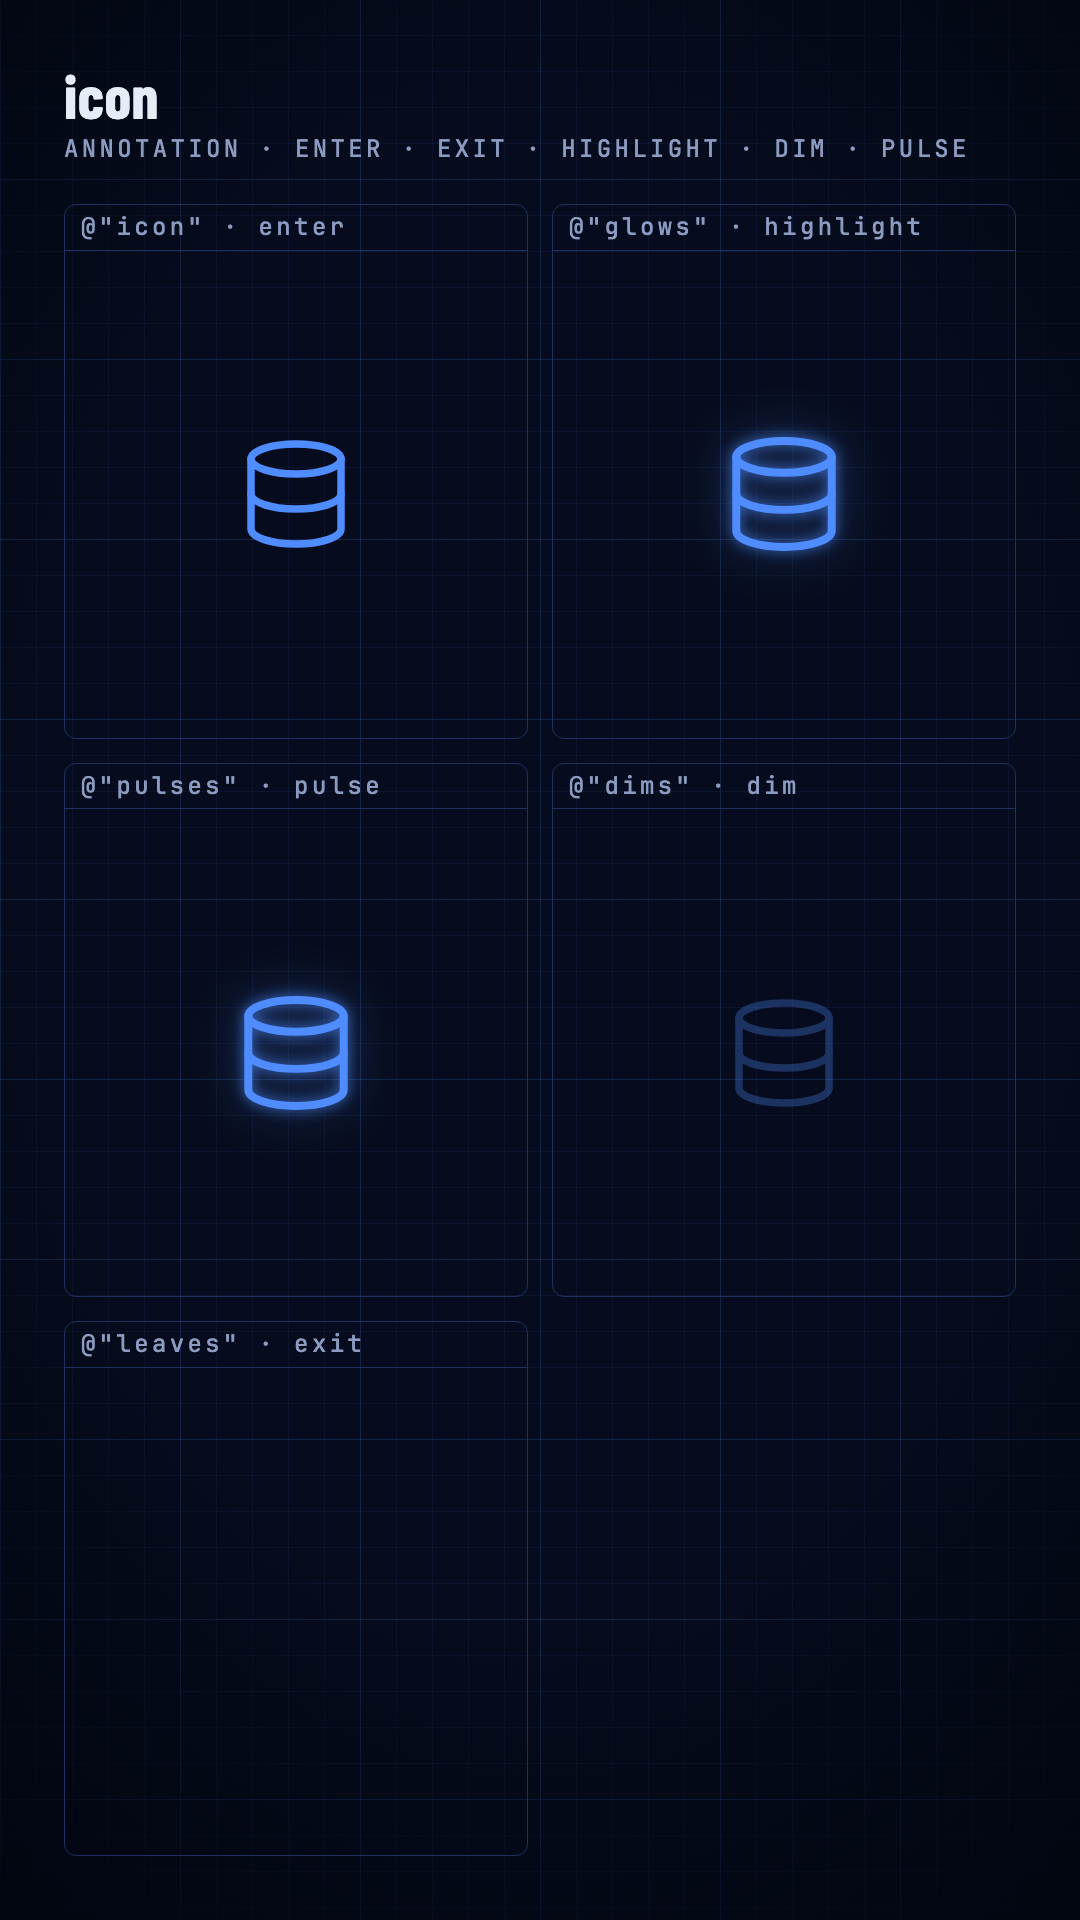 icon
ANNOTATION · ENTER · EXIT · HIGHLIGHT · DIM · PULSE
@"icon" · enter
@"glows" · highlight
@"pulses" · pulse
@"dims" · dim
@"leaves" · exit